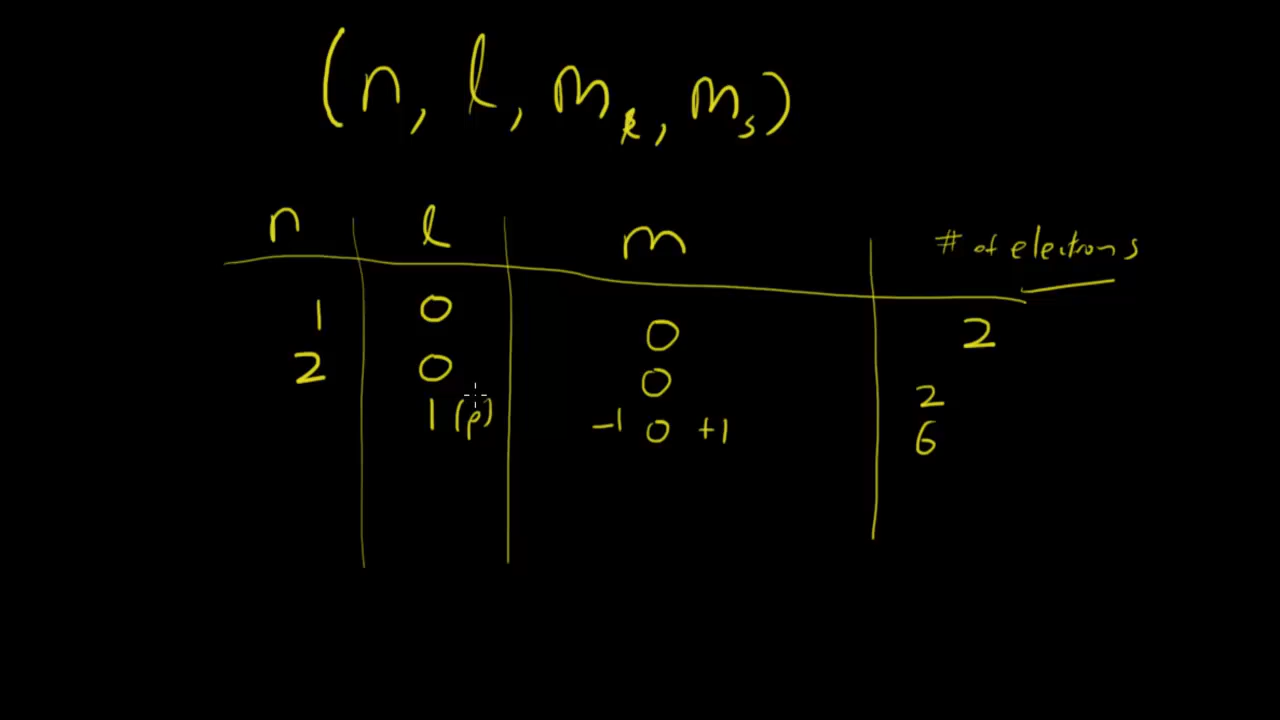 (n, l, mℓ, ms)
n l m # of electrons
1 0 0 2
2 0 0 2
1 (p) -1 0 +1 6